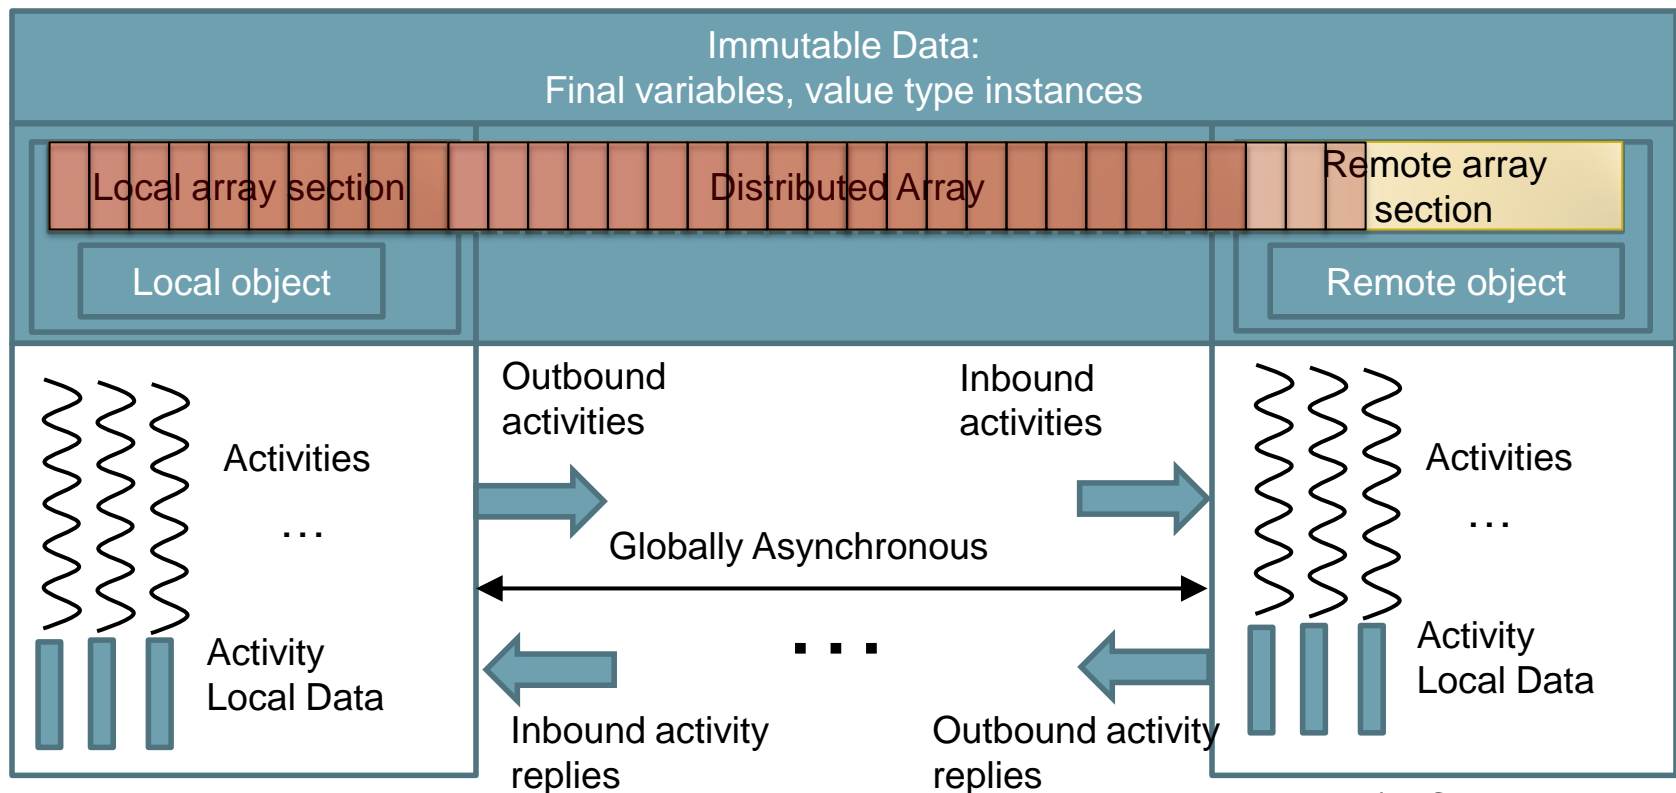 Immutable Data:
Final variables, value type instances
Local array section
Distributed Array
Remote array
section
Local object
Remote object
Outbound
activities
Inbound
activities
Activities
...
Activities
...
Globally Asynchronous
...
Activity
Local Data
Activity
Local Data
Inbound activity
replies
Outbound activity
replies